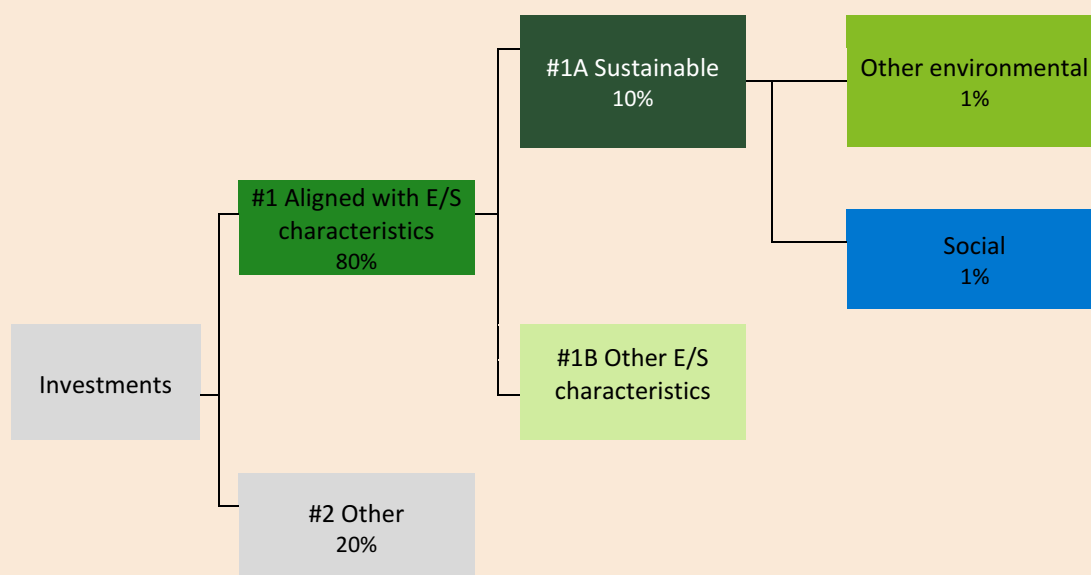 #1A Sustainable
10%
Other environmental
1%
#1 Aligned with E/S
characteristics
80%
Social
1%
Investments
#1B Other E/S
characteristics
#2 Other
20%